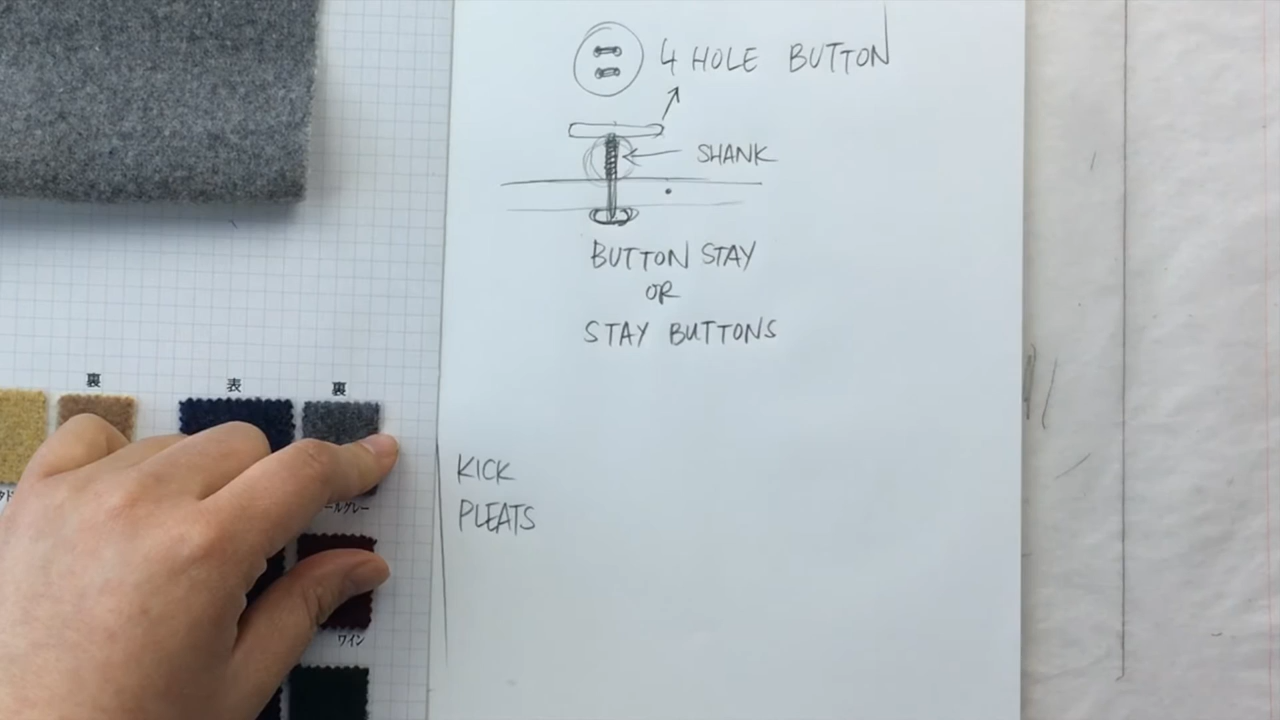 4 HOLE BUTTON
SHANK
BUTTON STAY
OR
STAY BUTTONS
裏
表
裏
ワイン
KICK
PLEATS